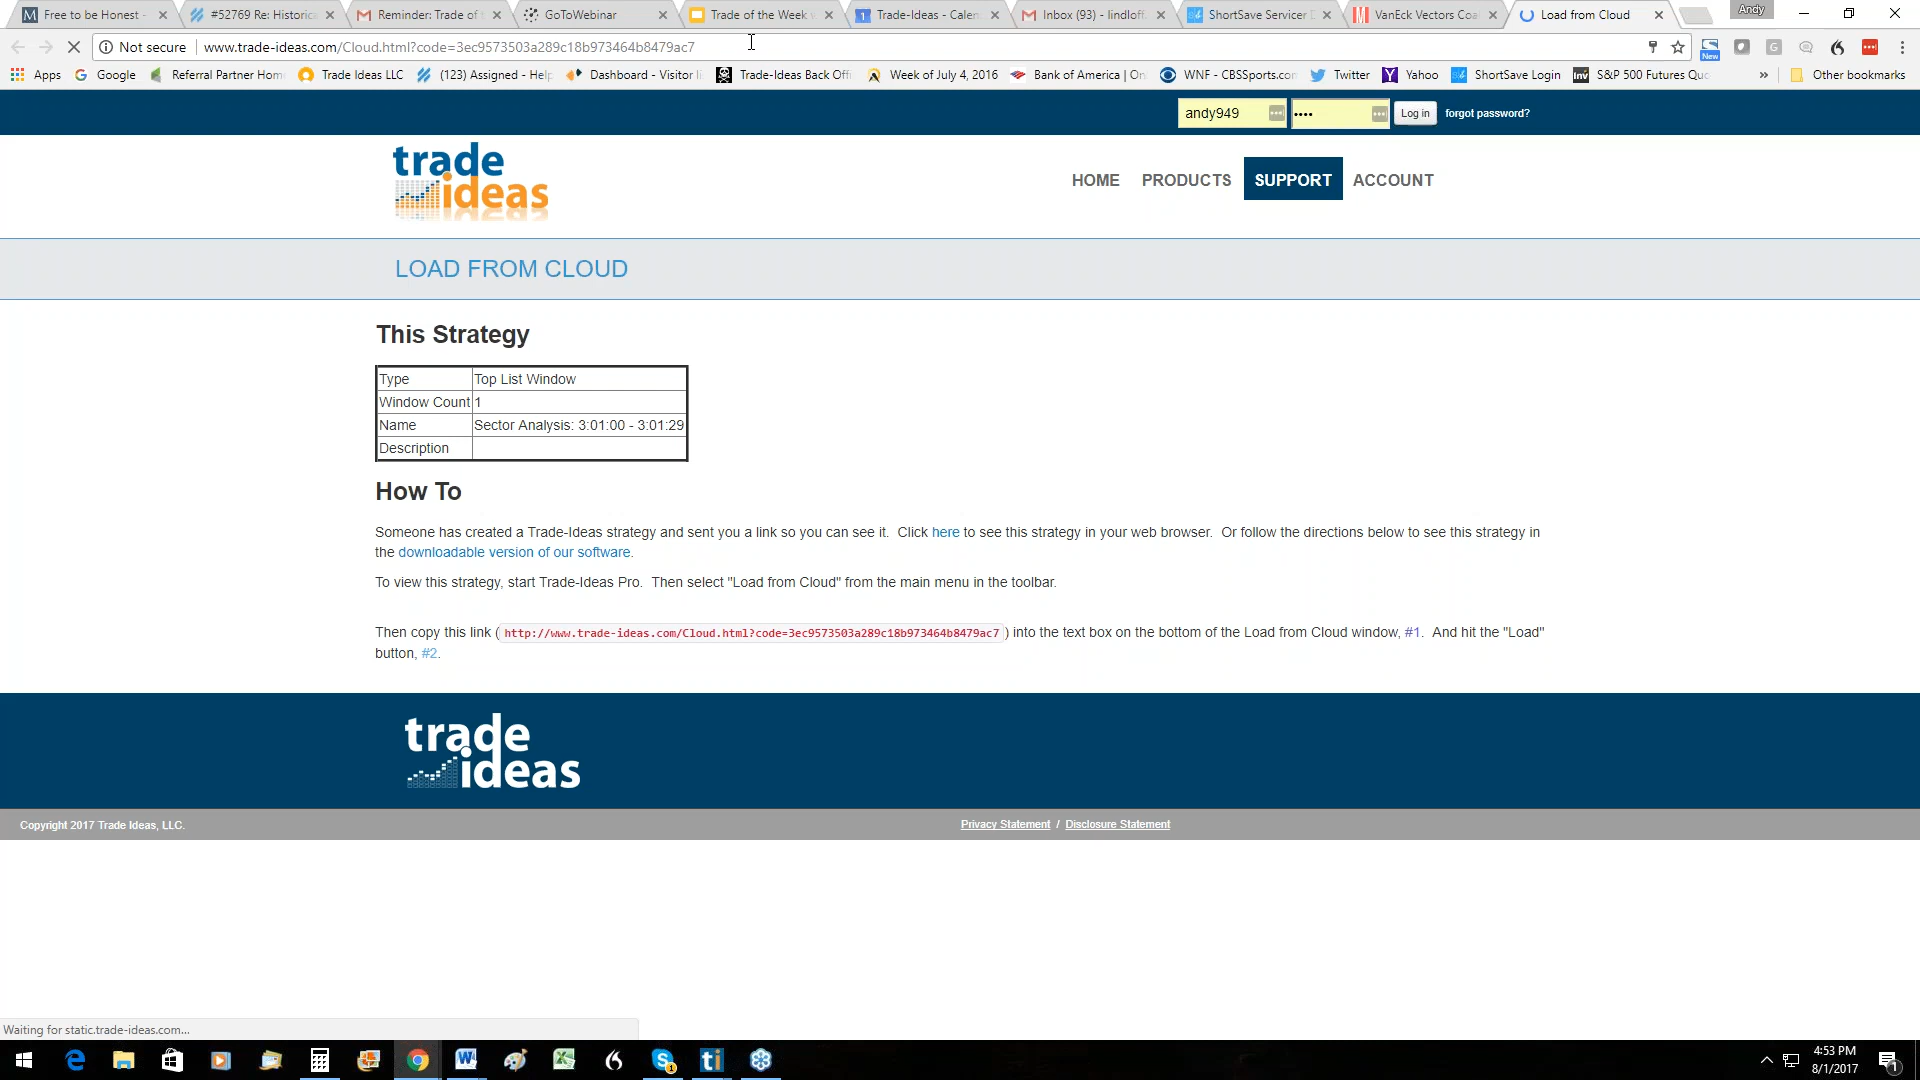 Free to be Honest -
#52769 Re: Historica
Reminder: Trade of t
GoToWebinar
Trade of the Week
Trade-Ideas - Calen
Inbox (93) - lindloff
ShortSave Servicer
VanEck Vectors Coa
Load from Cloud
Andy
Not secure
www.trade-ideas.com/Cloud.html?code=3ec9573503a289c18b973464b8479ac7
Apps
Google
Referral Partner Hom
Trade Ideas LLC
(123) Assigned - Help
Dashboard - Visitor li
Trade-Ideas Back Offi
Week of July 4, 2016
Bank of America | On
WNF - CBSSports.com
Twitter
Yahoo
ShortSave Login
S&P 500 Futures Quo
Other bookmarks
New
andy949
Log in
forgot password?
trade
ideas
HOME
PRODUCTS
SUPPORT
ACCOUNT
LOAD FROM CLOUD
This Strategy
Type Top List Window
Window Count 1
Name Sector Analysis: 3:01:00 - 3:01:29
Description
How To
Someone has created a Trade-Ideas strategy and sent you a link so you can see it. Click here to see this strategy in your web browser. Or follow the directions below to see this strategy in
the downloadable version of our software.
To view this strategy, start Trade-Ideas Pro. Then select "Load from Cloud" from the main menu in the toolbar.
Then copy this link ( http://www.trade-ideas.com/Cloud.html?code=3ec9573503a289c18b973464b8479ac7 ) into the text box on the bottom of the Load from Cloud window, #1. And hit the "Load"
button, #2.
trade
ideas
Copyright 2017 Trade Ideas, LLC.
Privacy Statement / Disclosure Statement
Waiting for static.trade-ideas.com...
4:53 PM
8/1/2017